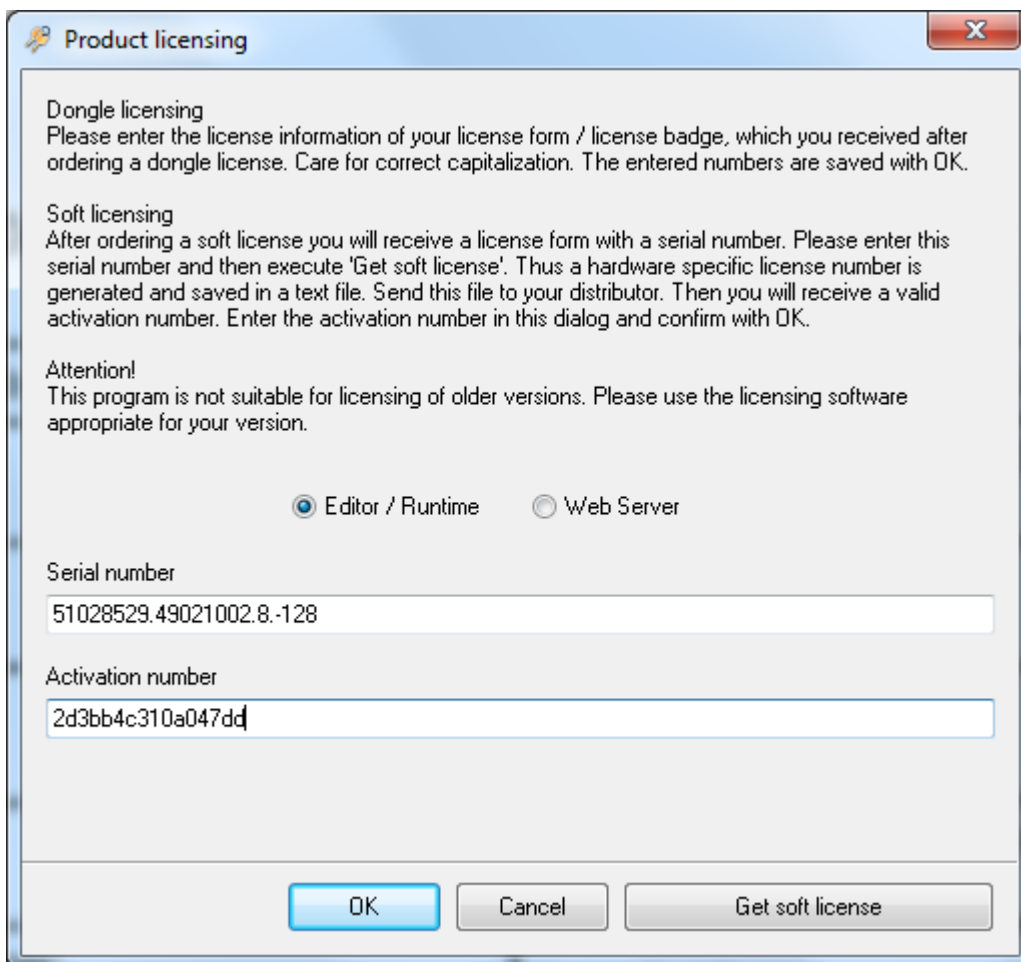 Product licensing
Dongle licensing
Please enter the license information of your license form / license badge, which you received after
ordering a dongle license. Care for correct capitalization. The entered numbers are saved with OK.
Soft licensing
After ordering a soft license you will receive a license form with a serial number. Please enter this
serial number and then execute 'Get soft license'. Thus a hardware specific license number is
generated and saved in a text file. Send this file to your distributor. Then you will receive a valid
activation number. Enter the activation number in this dialog and confirm with OK.
Attention!
This program is not suitable for licensing of older versions. Please use the licensing software
appropriate for your version.
Editor / Runtime Web Server
Serial number
51028529.49021002.8.-128
Activation number
2d3bb4c310a047dd
OK Cancel Get soft license